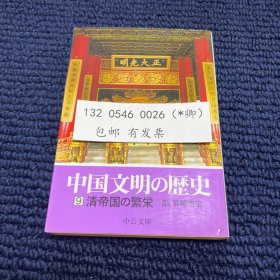 明光大正
132 0546 0026 (*卿)
包邮 有发票
中国文明の歴史
9 清帝国の繁栄
宮崎市定
中公文庫